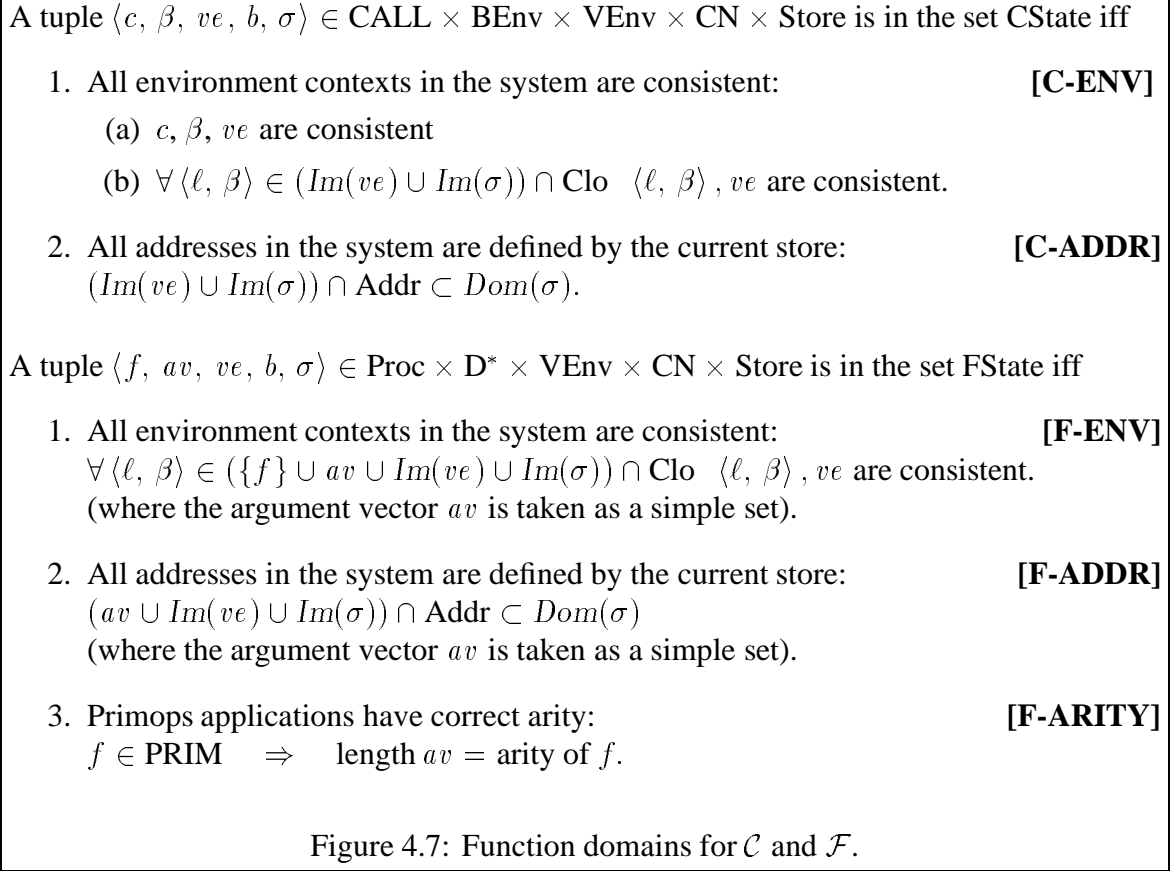 A tuple ⟨c, β, ve, b, σ⟩ ∈ CALL × BEnv × VEnv × CN × Store is in the set CState iff
1. All environment contexts in the system are consistent: [C-ENV]
(a) c, β, ve are consistent
(b) ∀ ⟨ℓ, β⟩ ∈ (Im(ve) ∪ Im(σ)) ∩ Clo ⟨ℓ, β⟩ , ve are consistent.
2. All addresses in the system are defined by the current store: [C-ADDR]
(Im(ve) ∪ Im(σ)) ∩ Addr ⊂ Dom(σ).
A tuple ⟨f, av, ve, b, σ⟩ ∈ Proc × D* × VEnv × CN × Store is in the set FState iff
1. All environment contexts in the system are consistent: [F-ENV]
∀ ⟨ℓ, β⟩ ∈ ({f} ∪ av ∪ Im(ve) ∪ Im(σ)) ∩ Clo ⟨ℓ, β⟩ , ve are consistent.
(where the argument vector av is taken as a simple set).
2. All addresses in the system are defined by the current store: [F-ADDR]
(av ∪ Im(ve) ∪ Im(σ)) ∩ Addr ⊂ Dom(σ)
(where the argument vector av is taken as a simple set).
3. Primops applications have correct arity: [F-ARITY]
f ∈ PRIM ⇒ length av = arity of f.
Figure 4.7: Function domains for 𝒞 and ℱ.